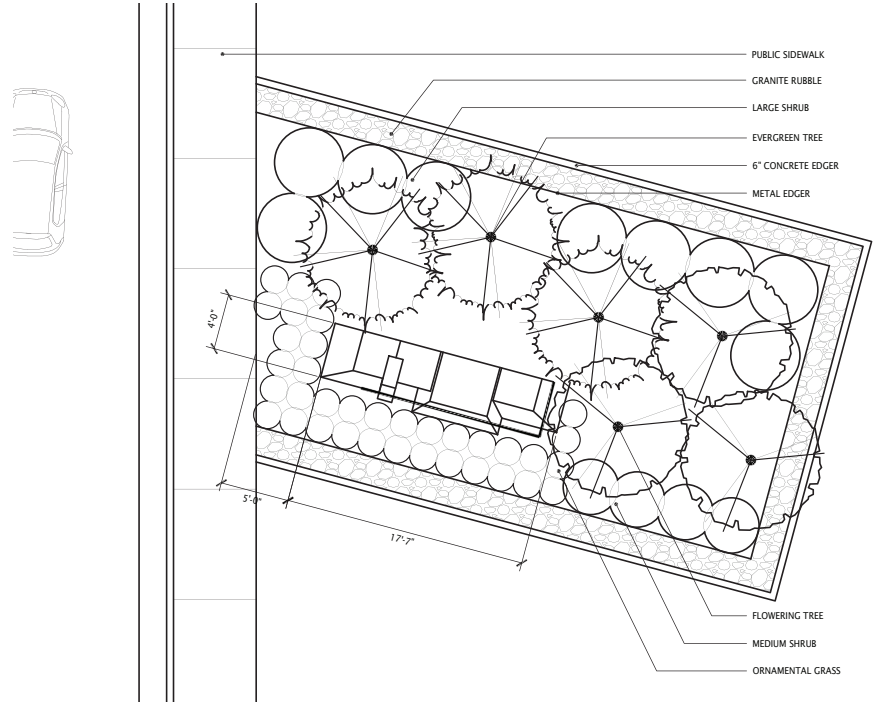 PUBLIC SIDEWALK
GRANITE RUBBLE
LARGE SHRUB
EVERGREEN TREE
6" CONCRETE EDGER
METAL EDGER
4'-0"
5'-0"
17'-7"
FLOWERING TREE
MEDIUM SHRUB
ORNAMENTAL GRASS